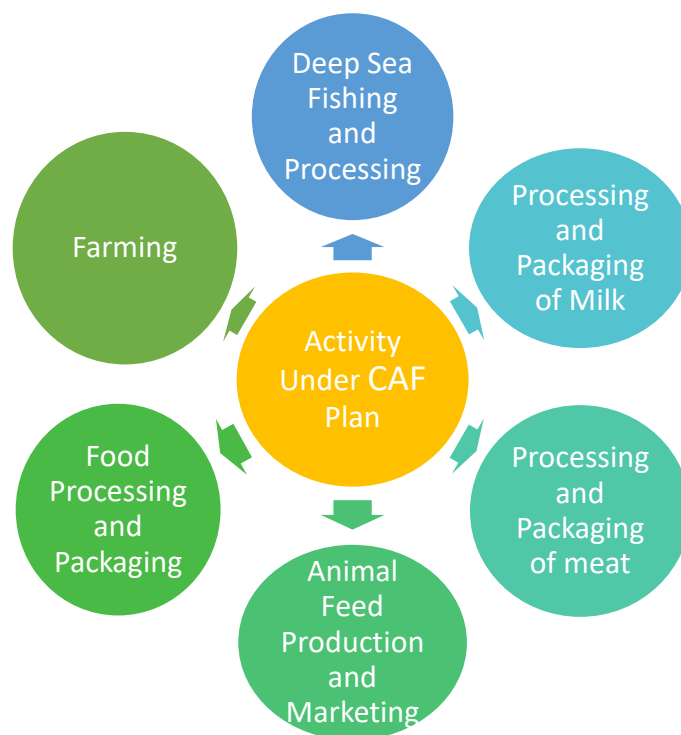 Deep Sea
Fishing
and
Processing
Processing
and
Packaging
of Milk
Processing
and
Packaging
of meat
Animal
Feed
Production
and
Marketing
Food
Processing
and
Packaging
Farming
Activity
Under CAF
Plan